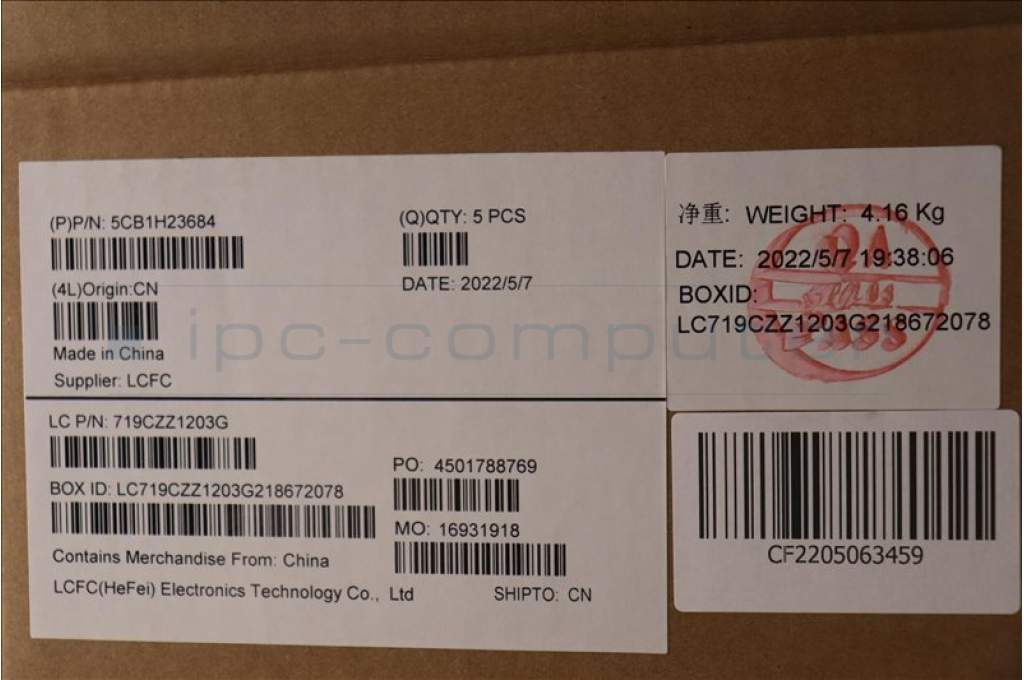 (P)P/N: 5CB1H23684
(Q)QTY: 5 PCS
(4L)Origin:CN
DATE: 2022/5/7
Made in China
Supplier: LCFC
LC P/N: 719CZZ1203G
PO: 4501788769
BOX ID: LC719CZZ1203G218672078
MO: 16931918
Contains Merchandise From: China
LCFC(HeFei) Electronics Technology Co., Ltd
SHIPTO: CN
净重: WEIGHT: 4.16 Kg
DATE: 2022/5/7 19:38:06
BOXID:
LC719CZZ1203G218672078
CF2205063459
ipc-computer